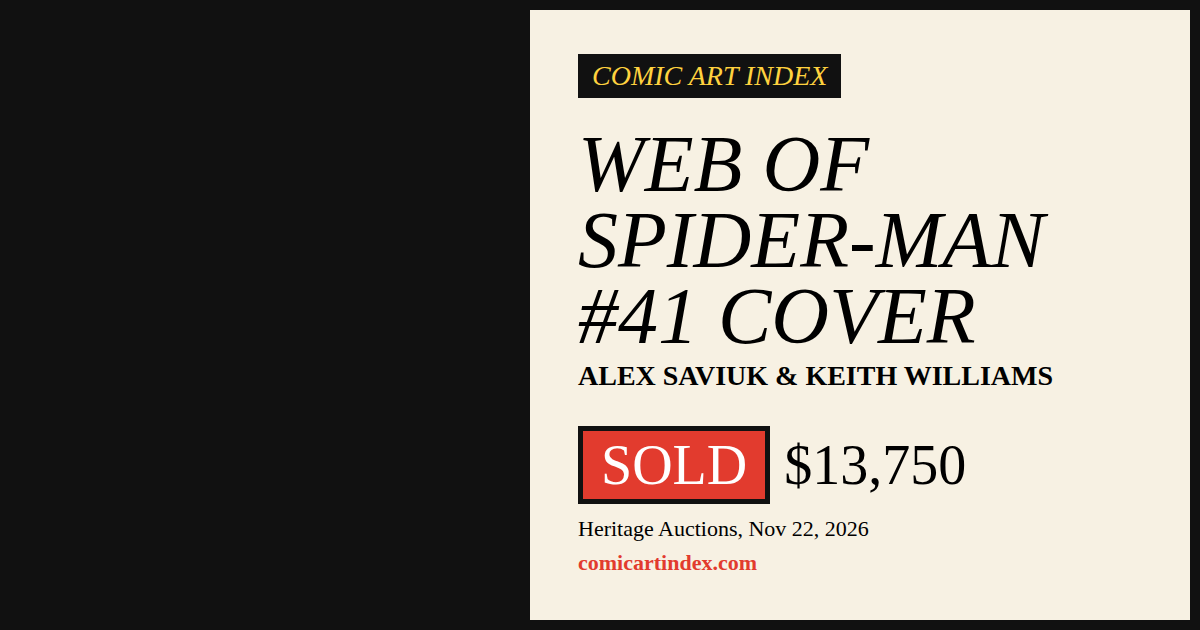 COMIC ART INDEX
WEB OF
SPIDER-MAN
#41 COVER
ALEX SAVIUK & KEITH WILLIAMS
SOLD $13,750
Heritage Auctions, Nov 22, 2026
comicartindex.com